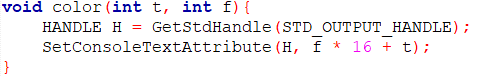 void color(int t, int f){
    HANDLE H = GetStdHandle(STD_OUTPUT_HANDLE);
    SetConsoleTextAttribute(H, f * 16 + t);
}